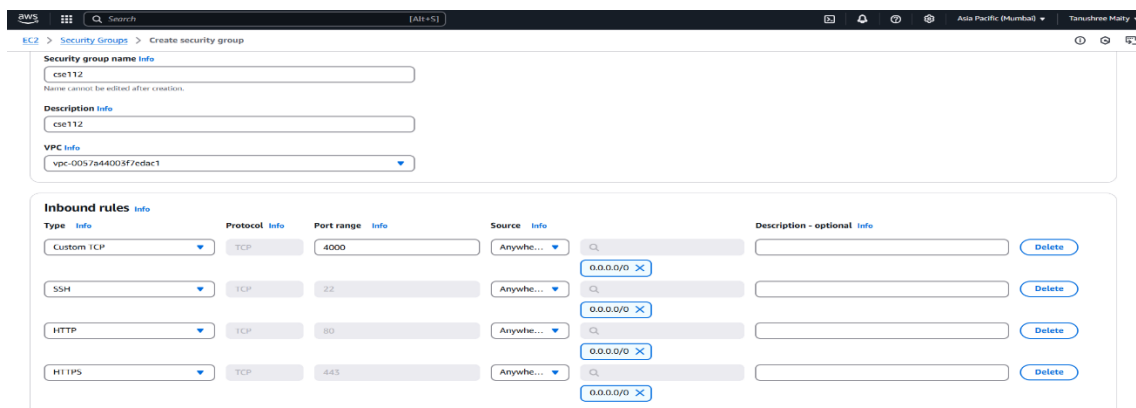 aws Search [Alt+S] Asia Pacific (Mumbai) Tanushree Maity
EC2 > Security Groups > Create security group
Security group name Info
cse112
Name cannot be edited after creation.
Description Info
cse112
VPC Info
vpc-0057a44003f7edac1
Inbound rules Info
Type Info Protocol Info Port range Info Source Info Description - optional Info
Custom TCP TCP 4000 Anywhe... Delete
0.0.0.0/0
SSH TCP 22 Anywhe... Delete
0.0.0.0/0
HTTP TCP 80 Anywhe... Delete
0.0.0.0/0
HTTPS TCP 443 Anywhe... Delete
0.0.0.0/0